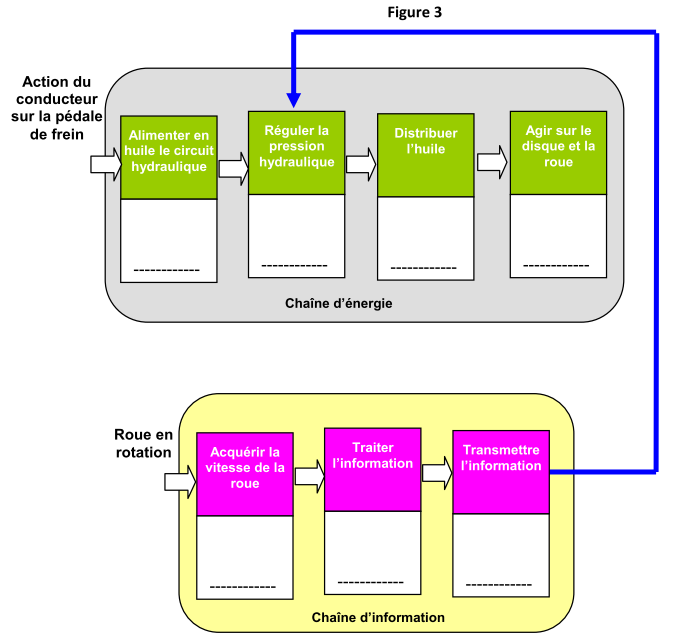 Figure 3
Action du
conducteur
sur la pédale
de frein
Alimenter en
huile le circuit
hydraulique
Réguler la
pression
hydraulique
Distribuer
l'huile
Agir sur le
disque et la
roue
------------
------------
------------
------------
Chaîne d'énergie
Roue en
rotation
Acquérir la
vitesse de la
roue
Traiter
l'information
Transmettre
l'information
------------
------------
------------
Chaîne d'information